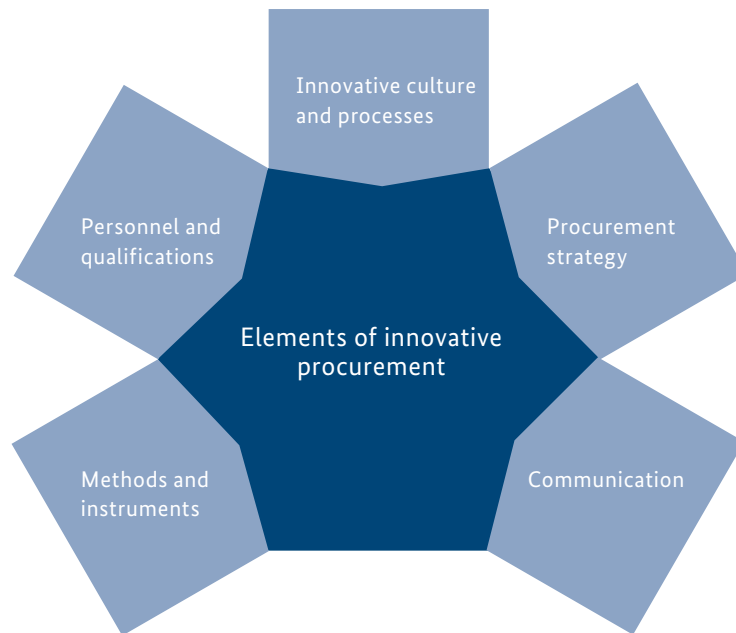 Innovative culture
and processes
Personnel and
qualifications
Procurement
strategy
Elements of innovative
procurement
Methods and
instruments
Communication